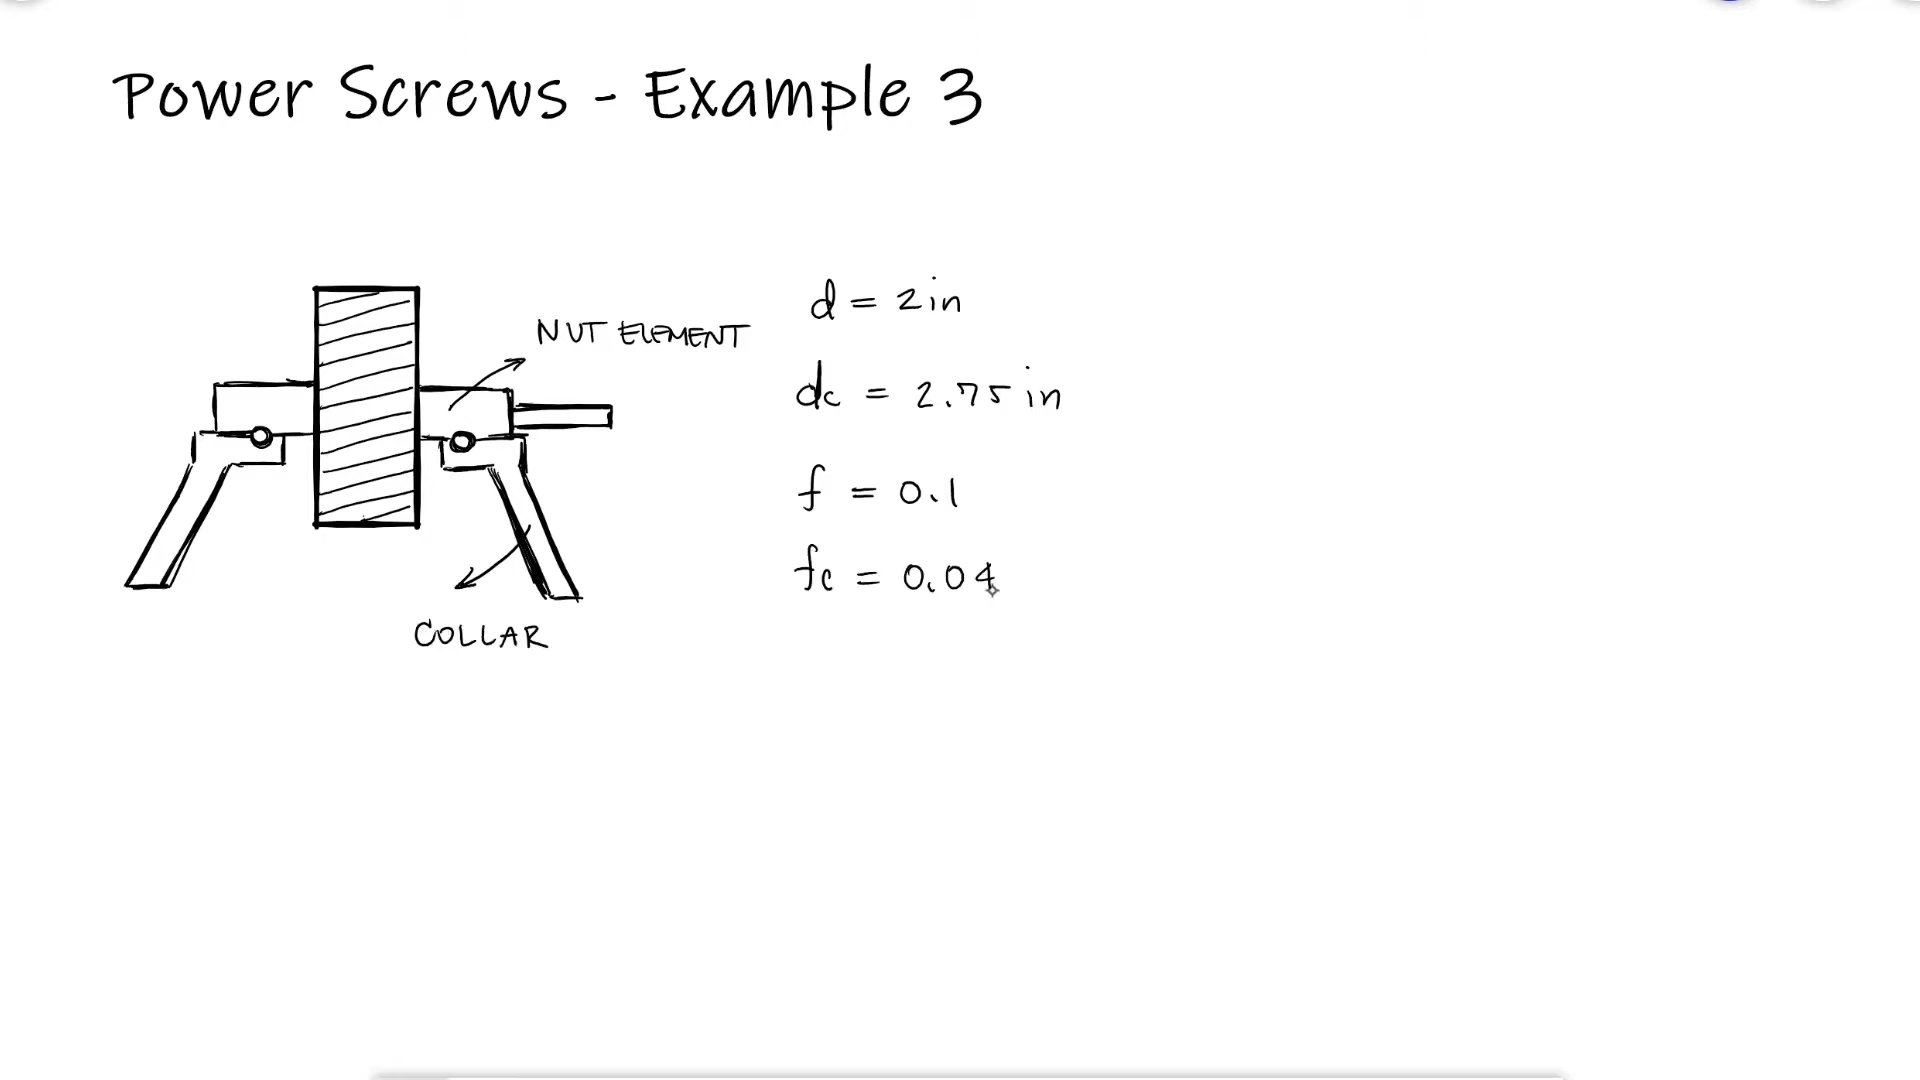 Power Screws - Example 3
NUT ELEMENT
COLLAR
d = 2in
dc = 2.75 in
f = 0.1
fc = 0.04